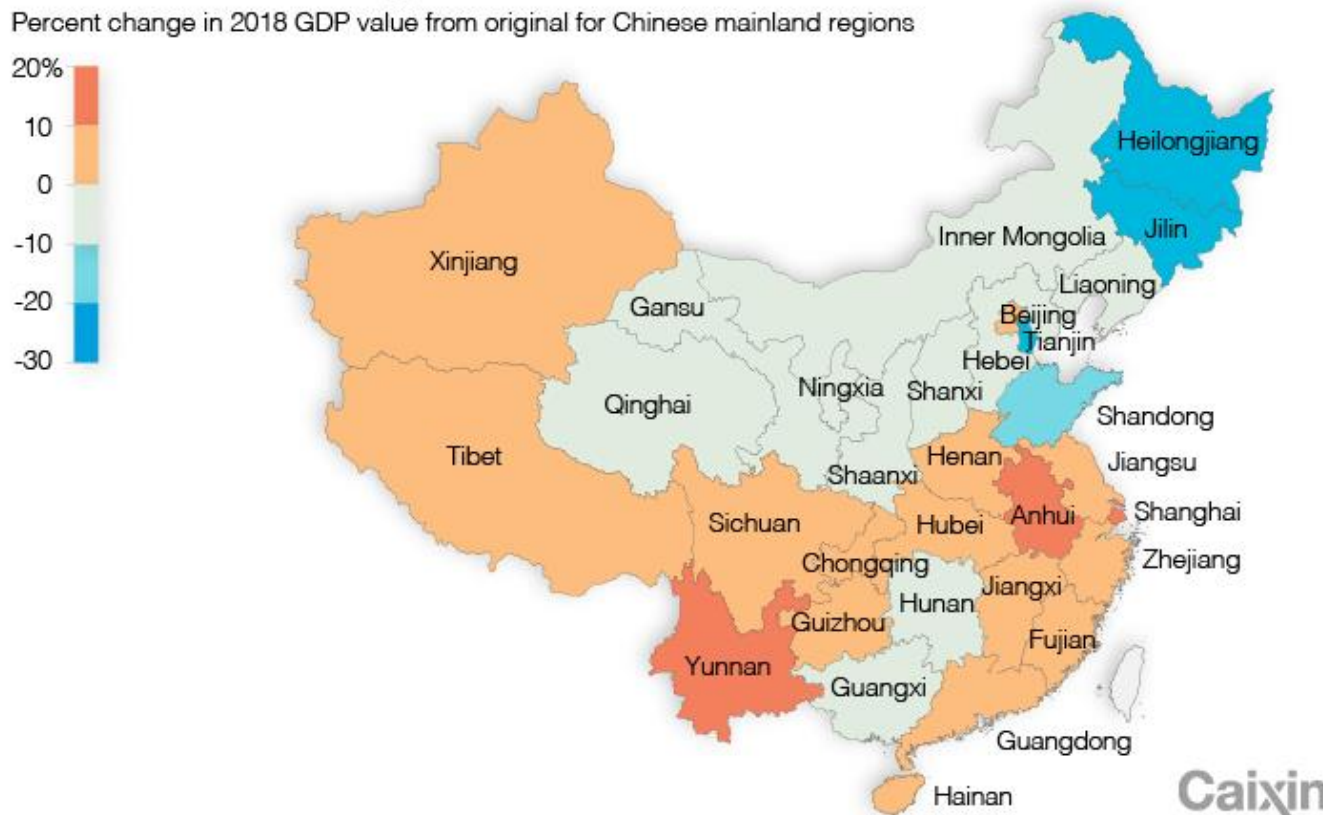 Percent change in 2018 GDP value from original for Chinese mainland regions
20%
10
0
-10
-20
-30
Heilongjiang
Jilin
Inner Mongolia
Xinjiang
Liaoning
Gansu
Beijing
Tianjin
Hebei
Ningxia
Shanxi
Qinghai
Shandong
Tibet
Henan
Jiangsu
Shaanxi
Sichuan
Hubei
Anhui
Shanghai
Chongqing
Zhejiang
Jiangxi
Hunan
Guizhou
Fujian
Yunnan
Guangxi
Guangdong
Hainan
Caixin